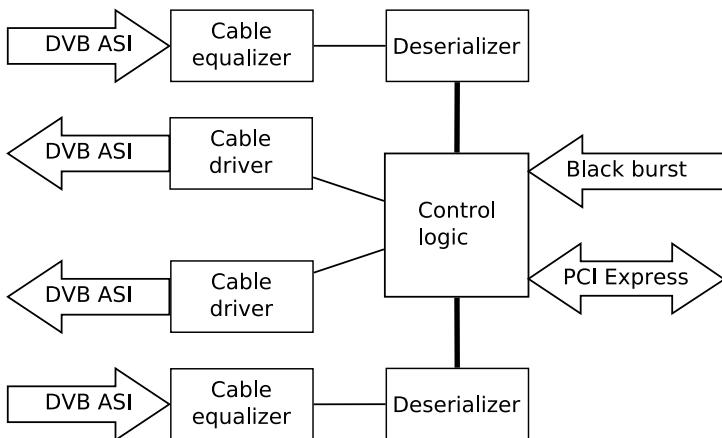 DVB ASI
Cable
equalizer
Deserializer
DVB ASI
Cable
driver
Black burst
Control
logic
PCI Express
DVB ASI
Cable
driver
DVB ASI
Cable
equalizer
Deserializer